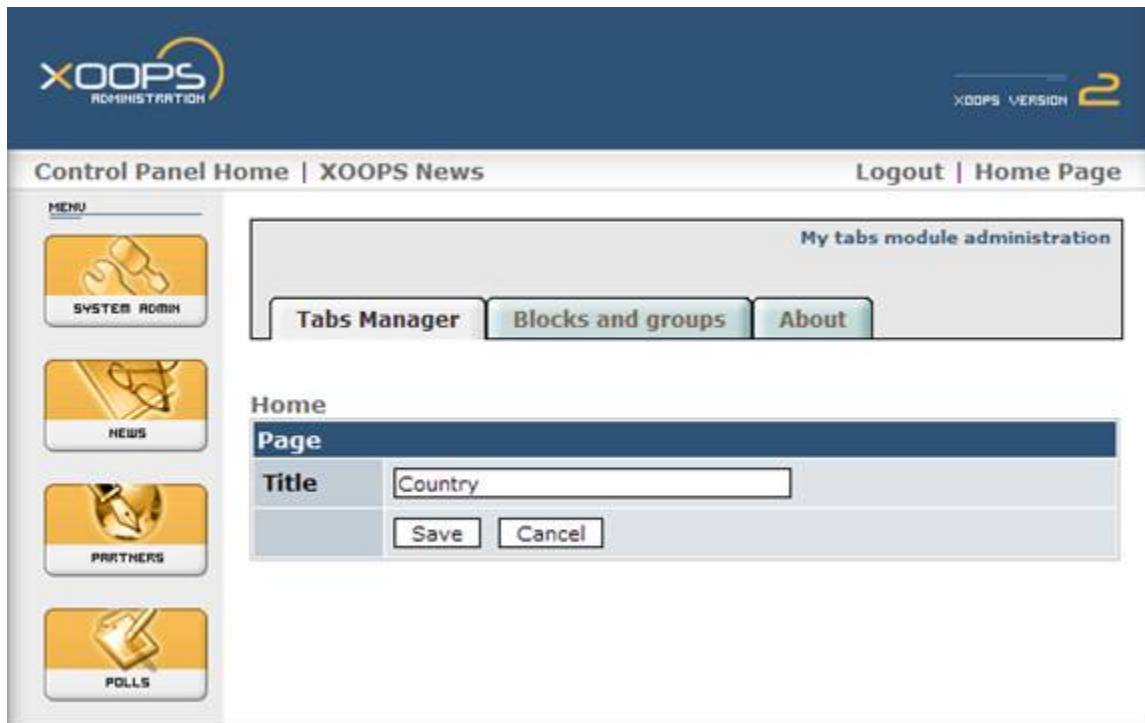 XOOPS
ADMINISTRATION
XOOPS VERSION 2
Control Panel Home | XOOPS News
Logout | Home Page
MENU
SYSTEM ADMIN
NEWS
PARTNERS
POLLS
My tabs module administration
Tabs Manager
Blocks and groups
About
Home
Page
Title
Country
Save
Cancel